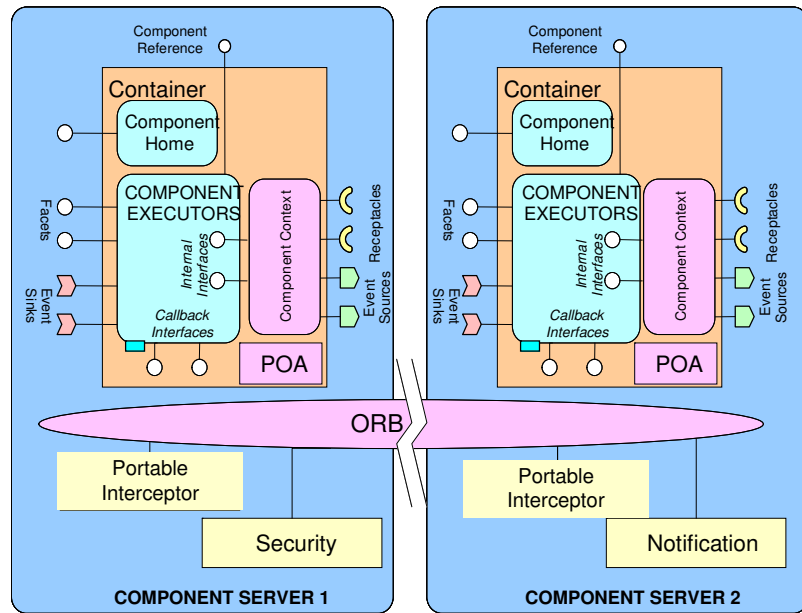 Component
Reference
Container
Component
Home
COMPONENT
EXECUTORS
Facets
Event
Sinks
Internal
Interfaces
Callback
Interfaces
Component Context
Receptacles
Event
Sources
POA
Component
Reference
Container
Component
Home
COMPONENT
EXECUTORS
Facets
Event
Sinks
Internal
Interfaces
Callback
Interfaces
Component Context
Receptacles
Event
Sources
POA
ORB
Portable
Interceptor
Security
Portable
Interceptor
Notification
COMPONENT SERVER 1
COMPONENT SERVER 2